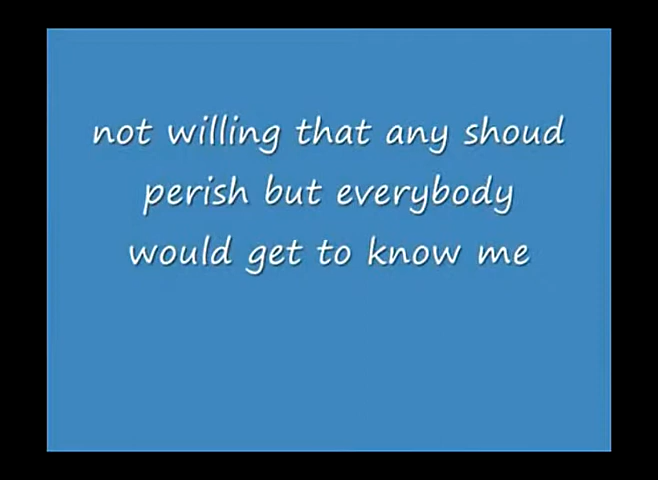 not willing that any shoud
perish but everybody
would get to know me